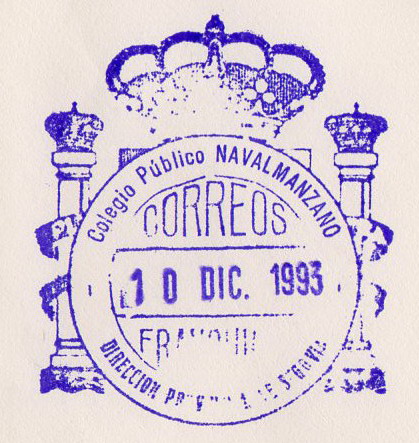 Colegio Público NAVALMANZANO
CORREOS
10 DIC. 1993
DIRECCION